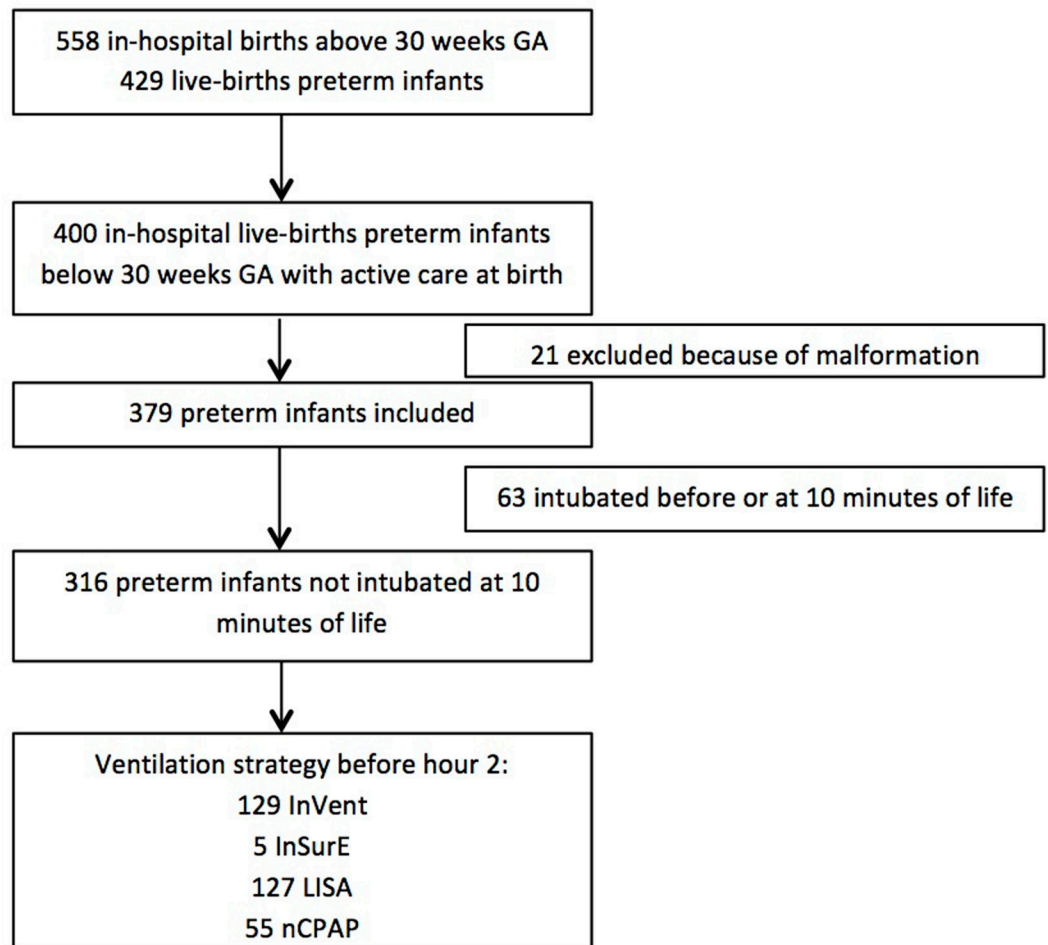 558 in-hospital births above 30 weeks GA
429 live-births preterm infants
400 in-hospital live-births preterm infants
below 30 weeks GA with active care at birth
21 excluded because of malformation
379 preterm infants included
63 intubated before or at 10 minutes of life
316 preterm infants not intubated at 10
minutes of life
Ventilation strategy before hour 2:
129 InVent
5 InSurE
127 LISA
55 nCPAP